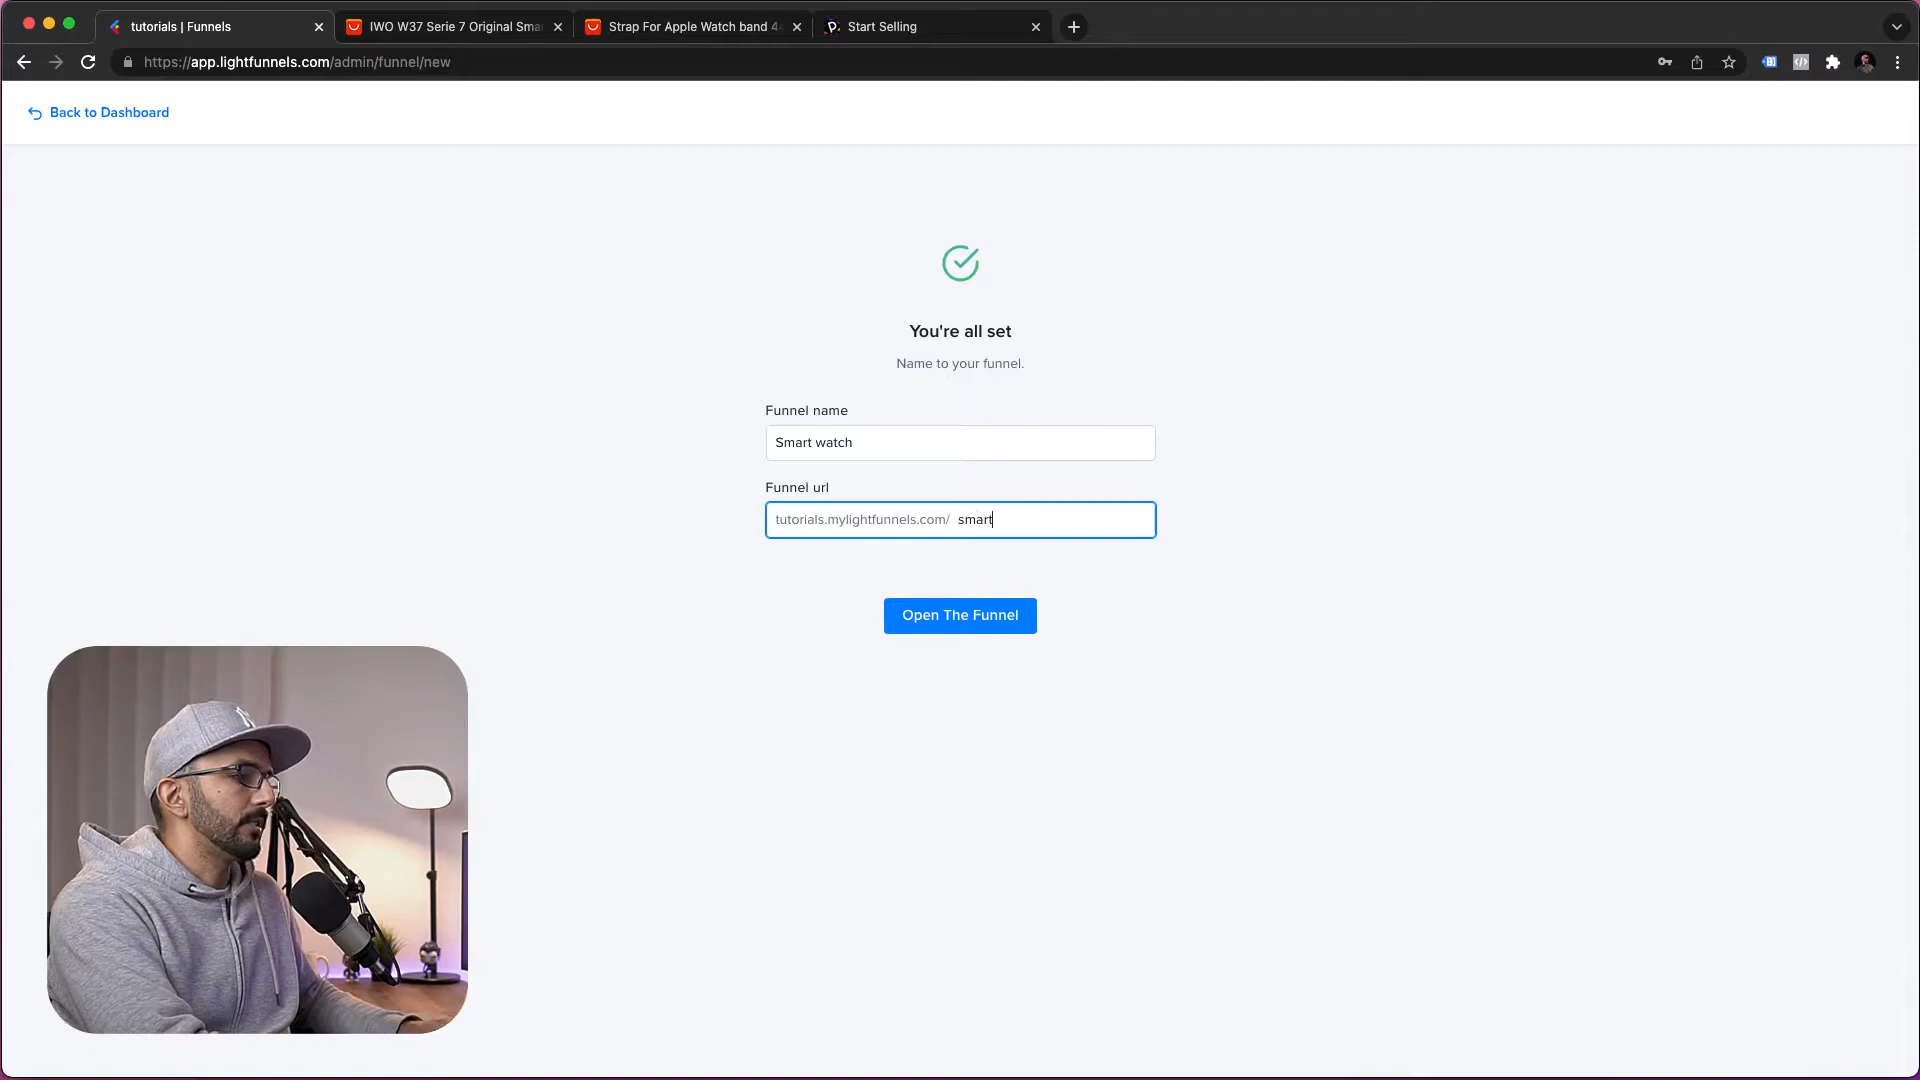 tutorials | Funnels
IWO W37 Serie 7 Original Sma
Strap For Apple Watch band 4
Start Selling
https://app.lightfunnels.com/admin/funnel/new
Back to Dashboard
You're all set
Name to your funnel.
Funnel name
Smart watch
Funnel url
tutorials.mylightfunnels.com/ smart
Open The Funnel